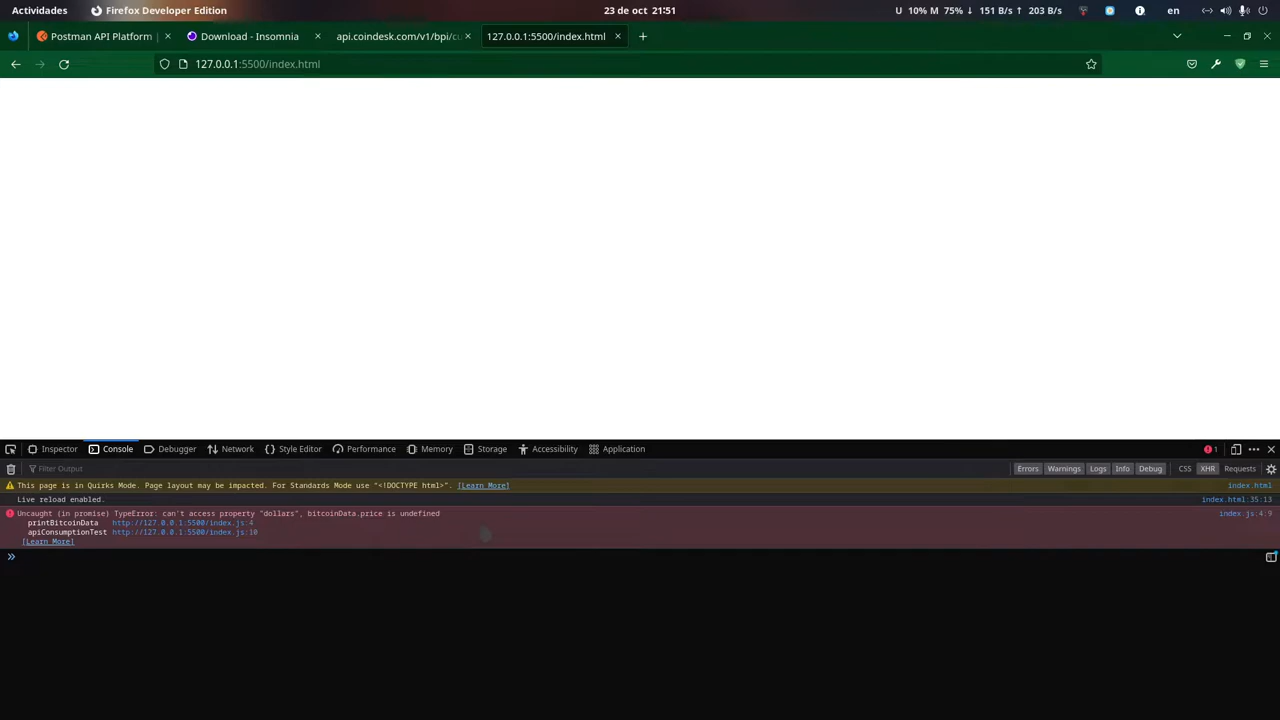 Actividades Firefox Developer Edition 23 de oct 21:51 U 10% M 75% ↓ 151 B/s ↑ 203 B/s en
Postman API Platform | Download - Insomnia api.coindesk.com/v1/bpi/cu 127.0.0.1:5500/index.html
127.0.0.1:5500/index.html
Inspector Console Debugger Network Style Editor Performance Memory Storage Accessibility Application 1
Filter Output Errors Warnings Logs Info Debug CSS XHR Requests
This page is in Quirks Mode. Page layout may be impacted. For Standards Mode use "<!DOCTYPE html>". [Learn More] index.html
Live reload enabled. index.html:35:13
Uncaught (in promise) TypeError: can't access property "dollars", bitcoinData.price is undefined index.js:4:9
printBitcoinData http://127.0.0.1:5500/index.js:4
apiConsumptionTest http://127.0.0.1:5500/index.js:10
[Learn More]